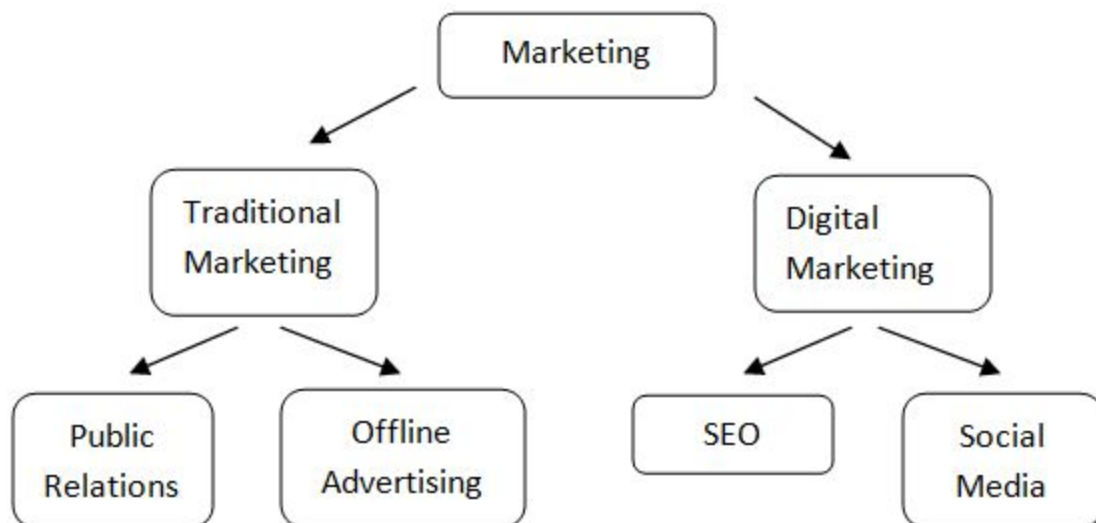 Marketing
Traditional
Marketing
Digital
Marketing
Public
Relations
Offline
Advertising
SEO
Social
Media